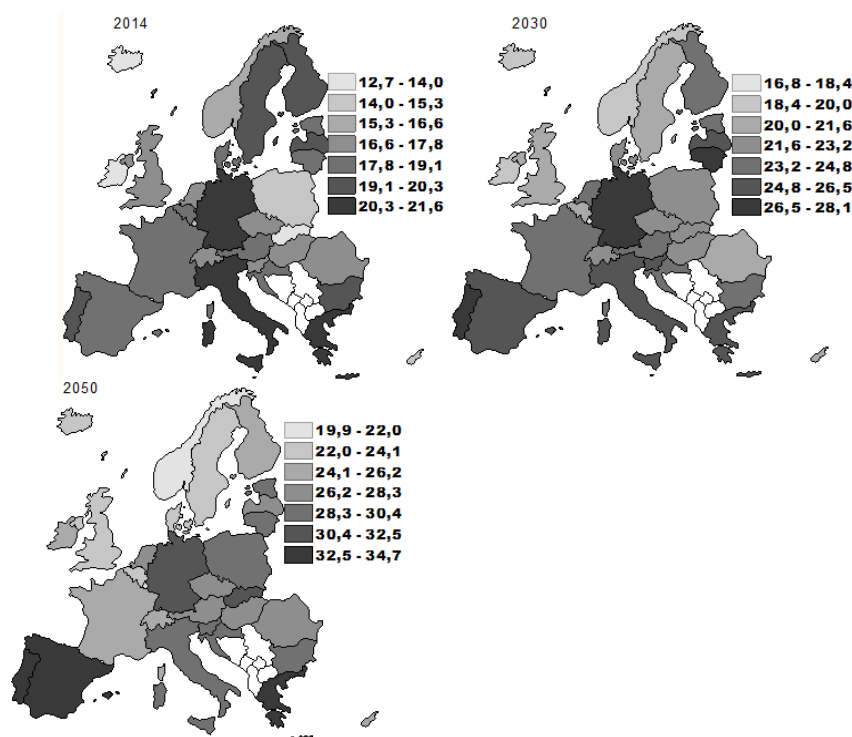 2014
12,7 - 14,0
14,0 - 15,3
15,3 - 16,6
16,6 - 17,8
17,8 - 19,1
19,1 - 20,3
20,3 - 21,6
2030
16,8 - 18,4
18,4 - 20,0
20,0 - 21,6
21,6 - 23,2
23,2 - 24,8
24,8 - 26,5
26,5 - 28,1
2050
19,9 - 22,0
22,0 - 24,1
24,1 - 26,2
26,2 - 28,3
28,3 - 30,4
30,4 - 32,5
32,5 - 34,7